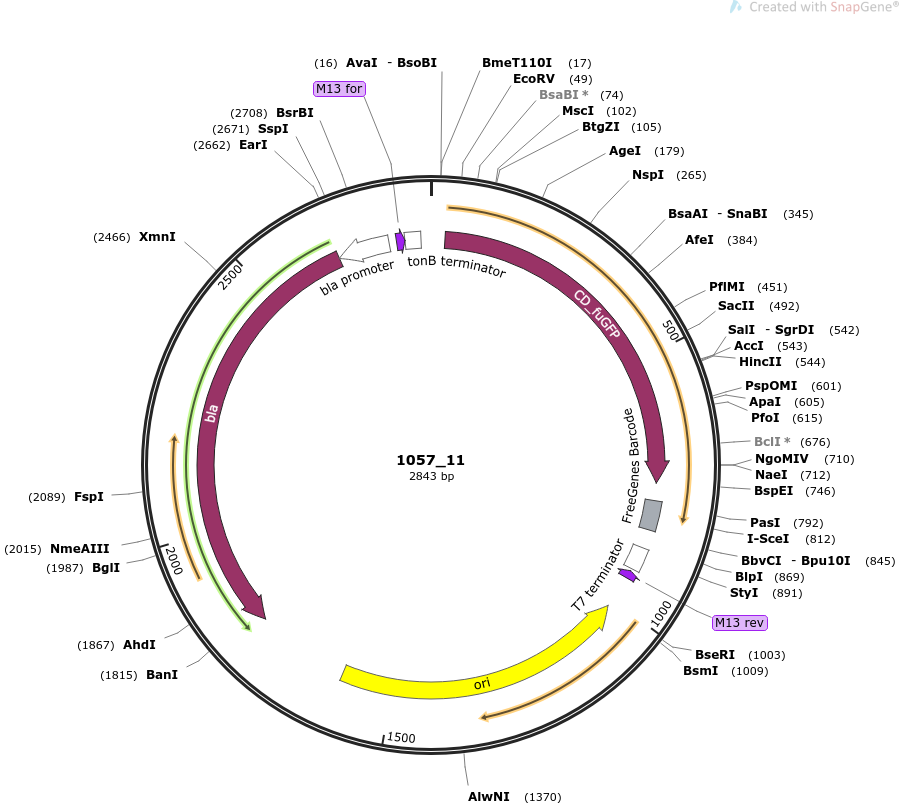 Created with SnapGene®
(16) AvaI - BsoBI
M13 for
(2708) BsrBI
(2671) SspI
(2662) EarI
(2466) XmnI
(2089) FspI
(2015) NmeAIII
(1987) BglI
(1867) AhdI
(1815) BanI
BmeT110I (17)
EcoRV (49)
BsaBI * (74)
MscI (102)
BtgZI (105)
AgeI (179)
NspI (265)
BsaAI - SnaBI (345)
AfeI (384)
PflMI (451)
SacII (492)
SalI - SgrDI (542)
AccI (543)
HincII (544)
PspOMI (601)
ApaI (605)
PfoI (615)
BclI * (676)
NgoMIV (710)
NaeI (712)
BspEI (746)
PasI (792)
I-SceI (812)
BbvCI - Bpu10I (845)
BlpI (869)
StyI (891)
M13 rev
BseRI (1003)
BsmI (1009)
AlwNI (1370)
500
1000
1500
2000
2500
bla promoter
tonB terminator
CD_fuGFP
FreeGenes Barcode
T7 terminator
ori
bla
1057_11
2843 bp